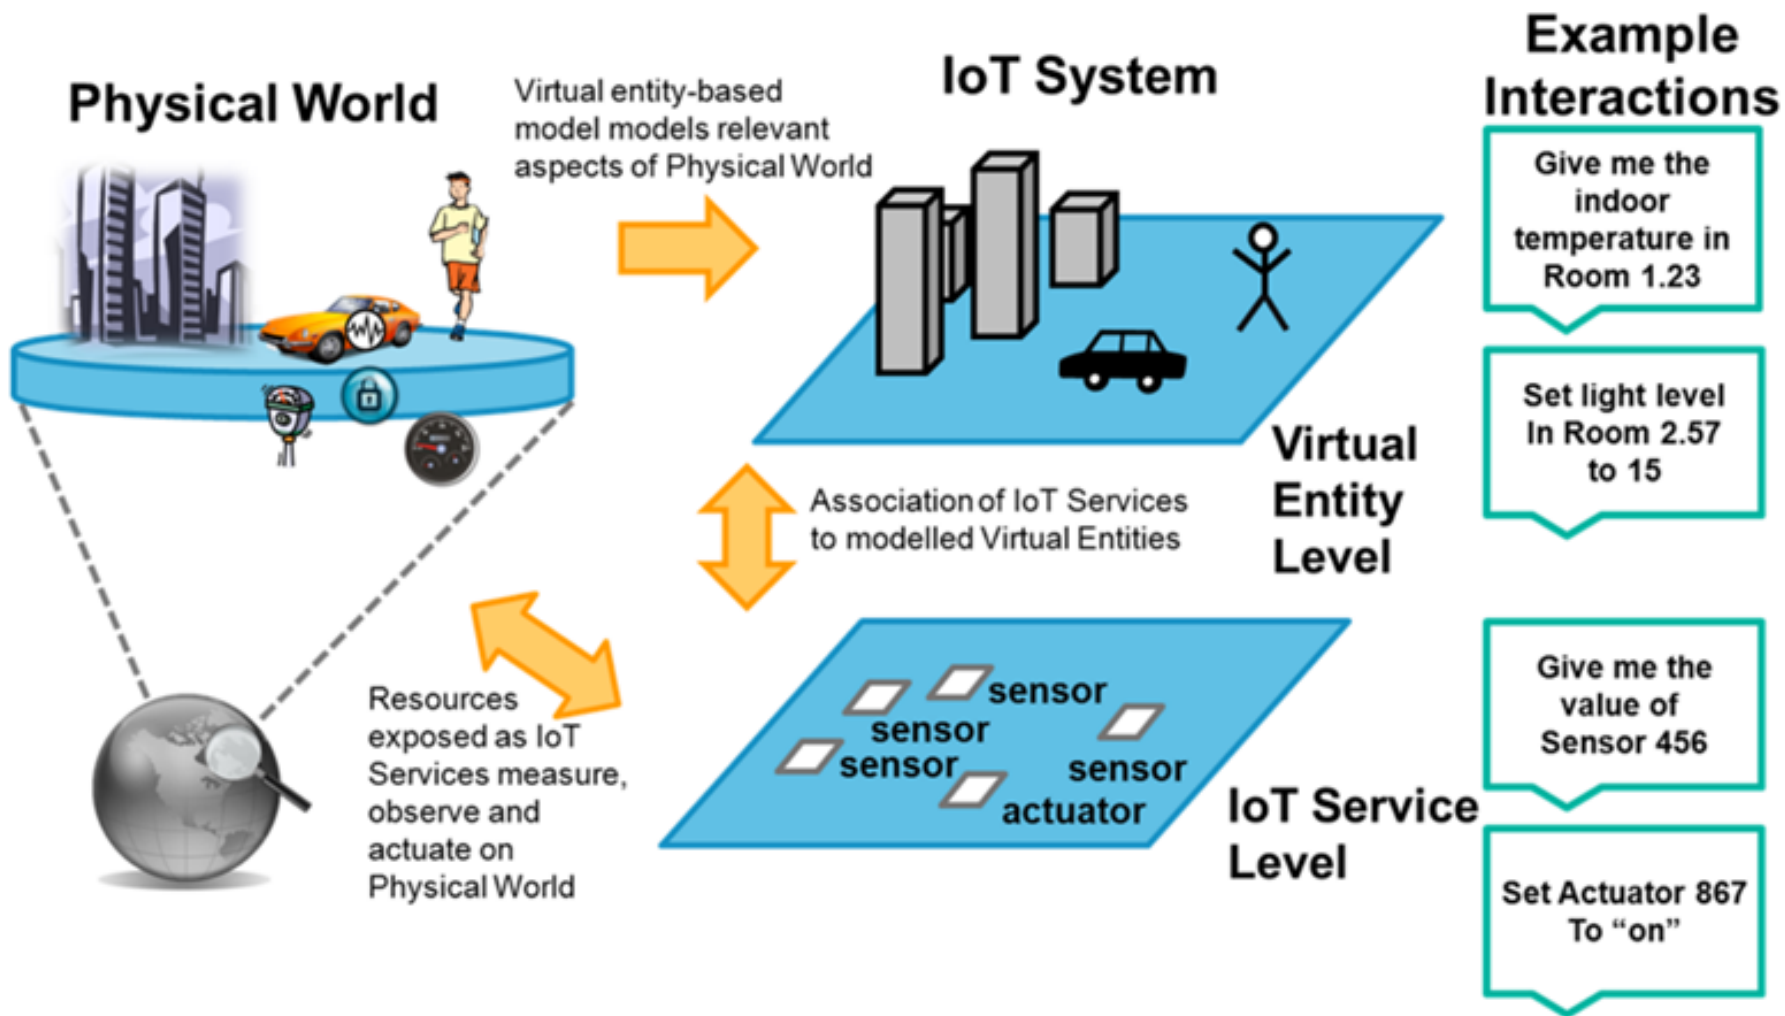 Physical World
Virtual entity-based
model models relevant
aspects of Physical World
IoT System
Example
Interactions
Give me the
indoor
temperature in
Room 1.23
Set light level
In Room 2.57
to 15
Virtual
Entity
Level
Association of IoT Services
to modelled Virtual Entities
Resources
exposed as IoT
Services measure,
observe and
actuate on
Physical World
sensor
sensor
sensor
sensor
actuator
IoT Service
Level
Give me the
value of
Sensor 456
Set Actuator 867
To “on”